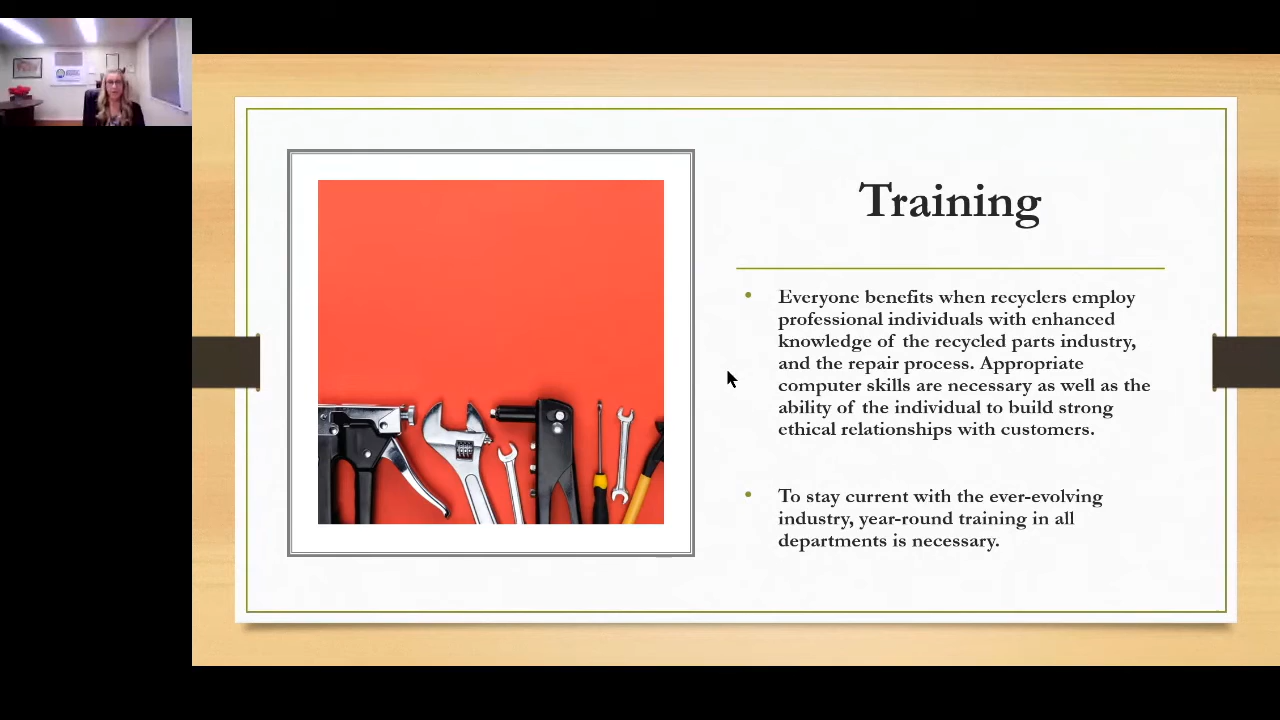 Training
Everyone benefits when recyclers employ
professional individuals with enhanced
knowledge of the recycled parts industry,
and the repair process. Appropriate
computer skills are necessary as well as the
ability of the individual to build strong
ethical relationships with customers.
To stay current with the ever-evolving
industry, year-round training in all
departments is necessary.